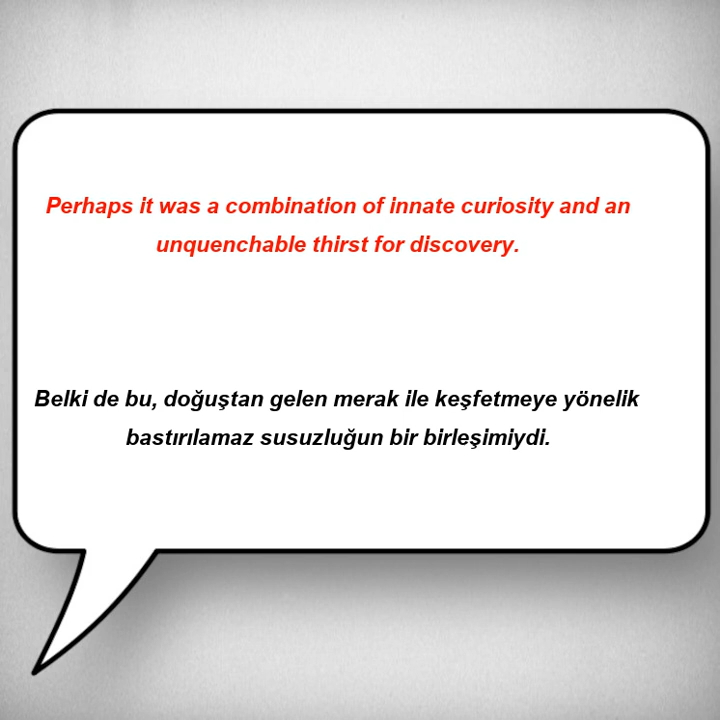 Perhaps it was a combination of innate curiosity and an
unquenchable thirst for discovery.
Belki de bu, doğuştan gelen merak ile keşfetmeye yönelik
bastırılamaz susuzluğun bir birleşimiydi.